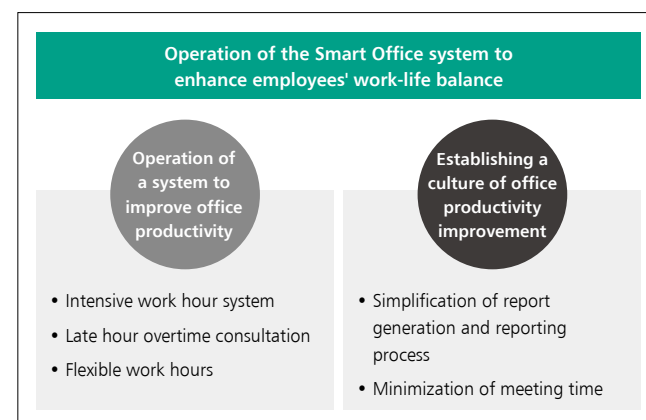 Operation of the Smart Office system to
enhance employees' work-life balance
Operation of
a system to
improve office
productivity
• Intensive work hour system
• Late hour overtime consultation
• Flexible work hours
Establishing a
culture of office
productivity
improvement
• Simplification of report
generation and reporting
process
• Minimization of meeting time